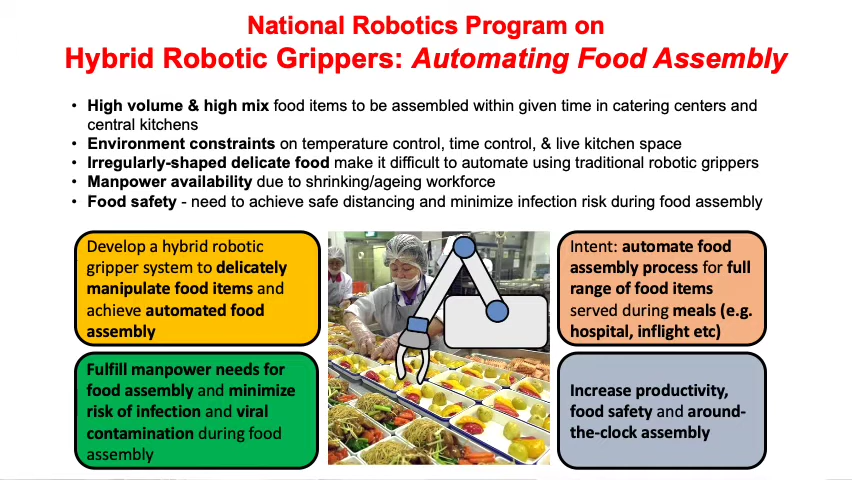 National Robotics Program on
Hybrid Robotic Grippers: Automating Food Assembly
• High volume & high mix food items to be assembled within given time in catering centers and
central kitchens
• Environment constraints on temperature control, time control, & live kitchen space
• Irregularly-shaped delicate food make it difficult to automate using traditional robotic grippers
• Manpower availability due to shrinking/ageing workforce
• Food safety - need to achieve safe distancing and minimize infection risk during food assembly
Develop a hybrid robotic
gripper system to delicately
manipulate food items and
achieve automated food
assembly
Fulfill manpower needs for
food assembly and minimize
risk of infection and viral
contamination during food
assembly
Intent: automate food
assembly process for full
range of food items
served during meals (e.g.
hospital, inflight etc)
Increase productivity,
food safety and around-
the-clock assembly